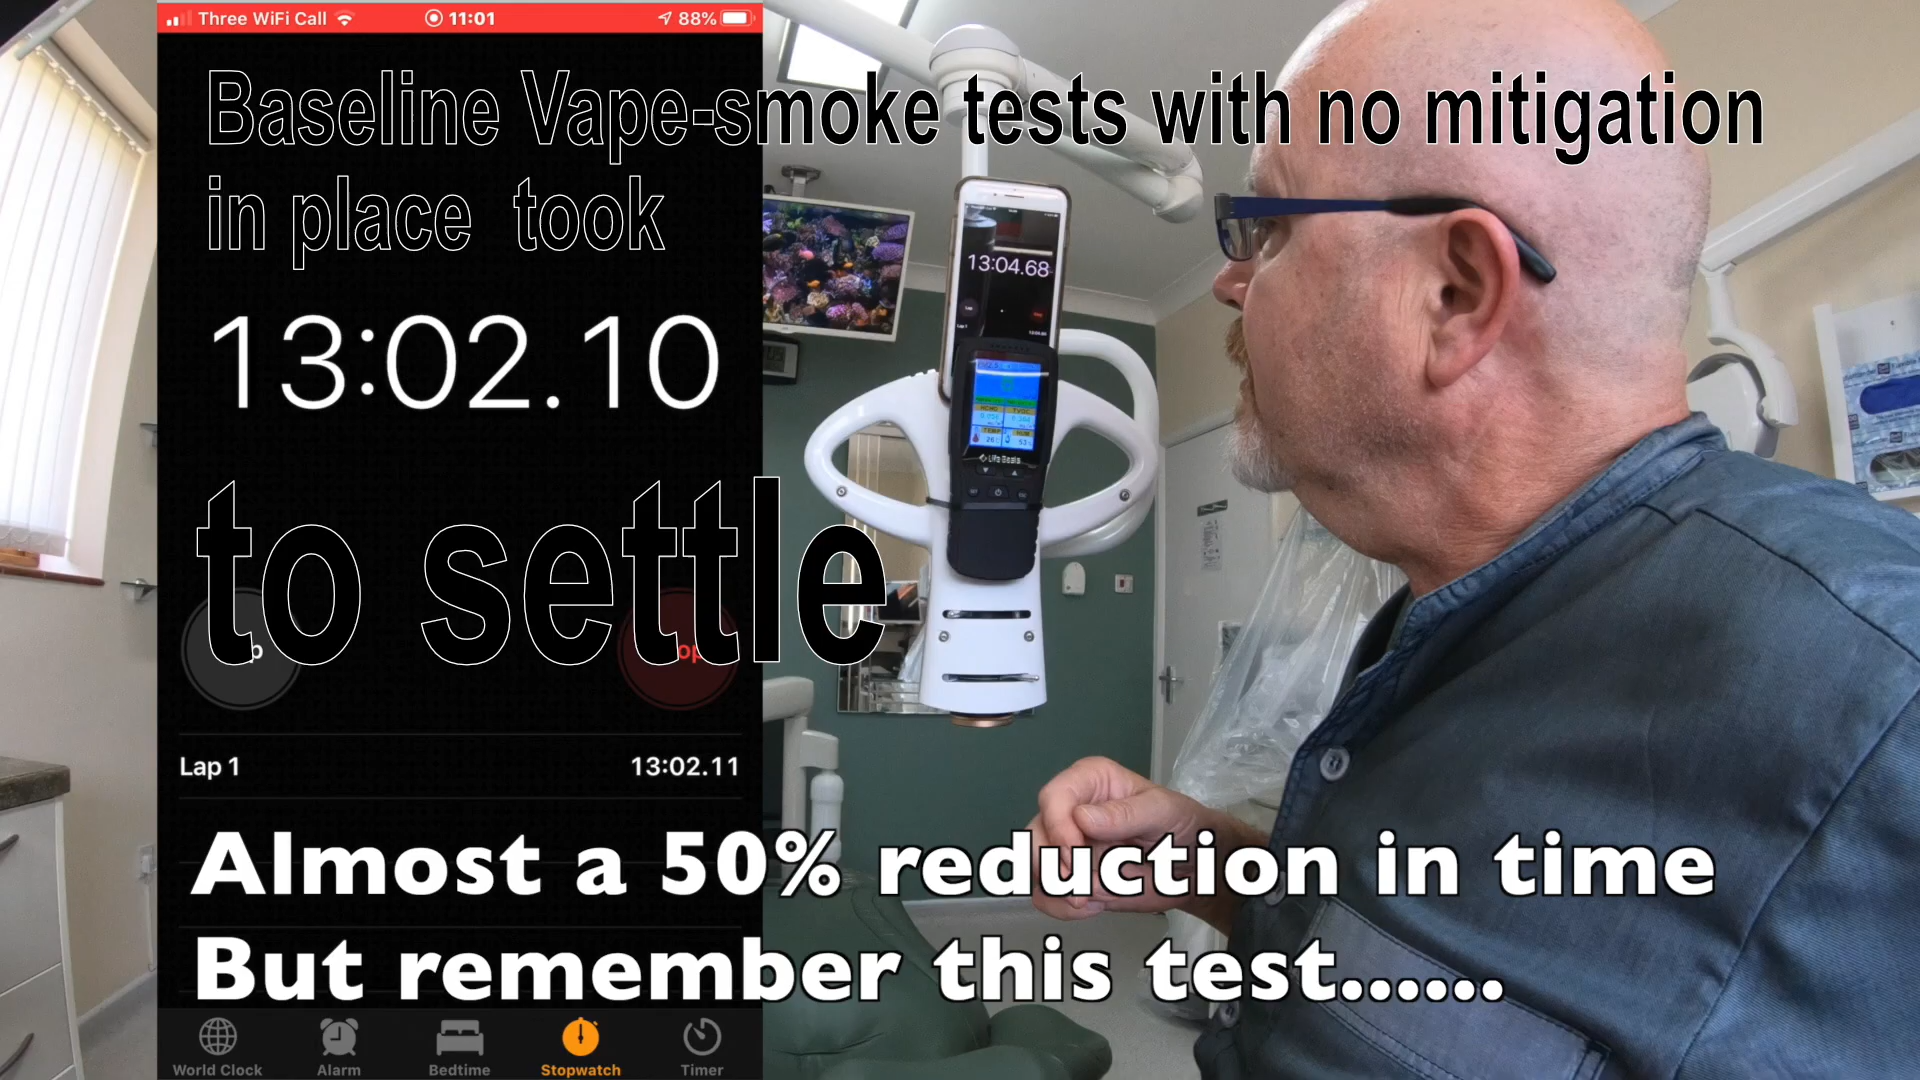 Three WiFi Call 11:01 88%
Baseline Vape-smoke tests with no mitigation
in place  took
13:02.10
13:04.68
to settle
Lap 1 13:02.11
Almost a 50% reduction in time
But remember this test......
World Clock Alarm Bedtime Stopwatch Timer